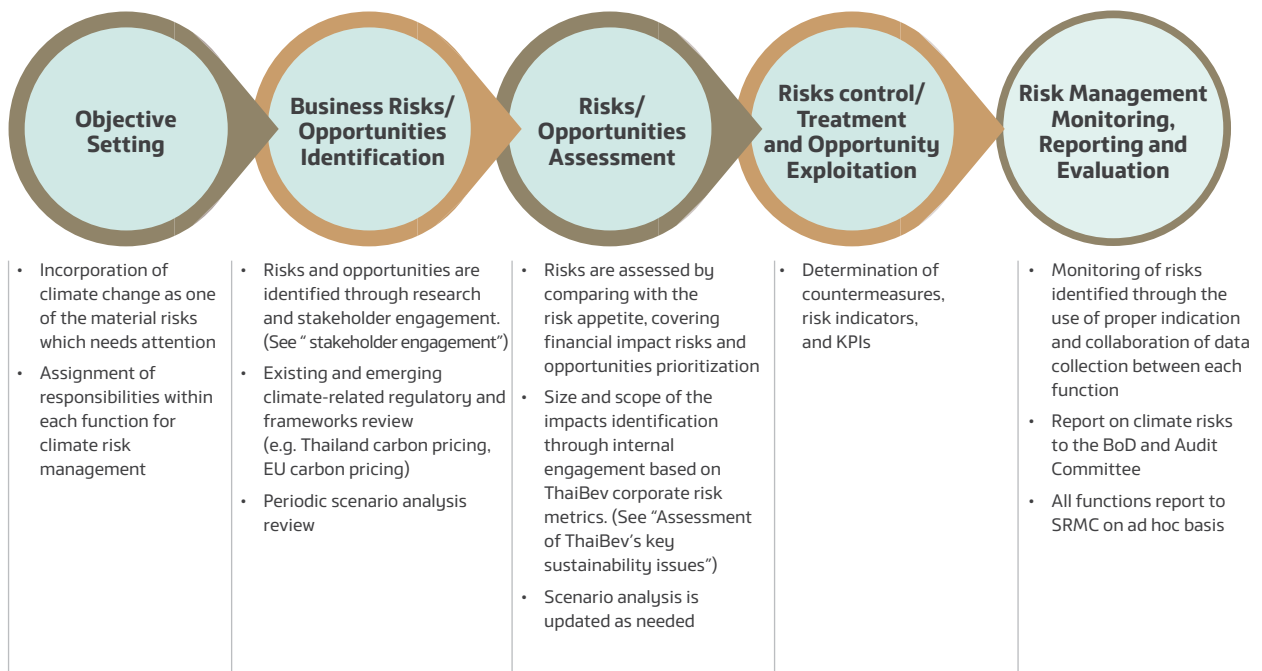 Objective
Setting
Business Risks/
Opportunities
Identification
Risks/
Opportunities
Assessment
Risks control/
Treatment
and Opportunity
Exploitation
Risk Management
Monitoring,
Reporting and
Evaluation
• Incorporation of
climate change as one
of the material risks
which needs attention
• Assignment of
responsibilities within
each function for
climate risk
management
• Risks and opportunities are
identified through research
and stakeholder engagement.
(See “ stakeholder engagement”)
• Existing and emerging
climate-related regulatory and
frameworks review
(e.g. Thailand carbon pricing,
EU carbon pricing)
• Periodic scenario analysis
review
• Risks are assessed by
comparing with the
risk appetite, covering
financial impact risks and
opportunities prioritization
• Size and scope of the
impacts identification
through internal
engagement based on
ThaiBev corporate risk
metrics. (See “Assessment
of ThaiBev’s key
sustainability issues”)
• Scenario analysis is
updated as needed
• Determination of
countermeasures,
risk indicators,
and KPIs
• Monitoring of risks
identified through the
use of proper indication
and collaboration of data
collection between each
function
• Report on climate risks
to the BoD and Audit
Committee
• All functions report to
SRMC on ad hoc basis